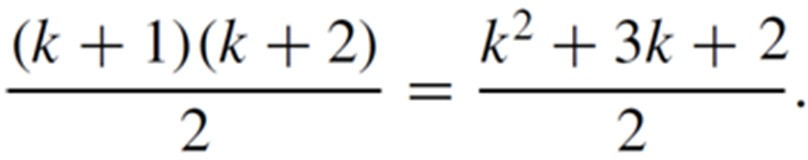 (k + 1)(k + 2) / 2 = k² + 3k + 2 / 2.